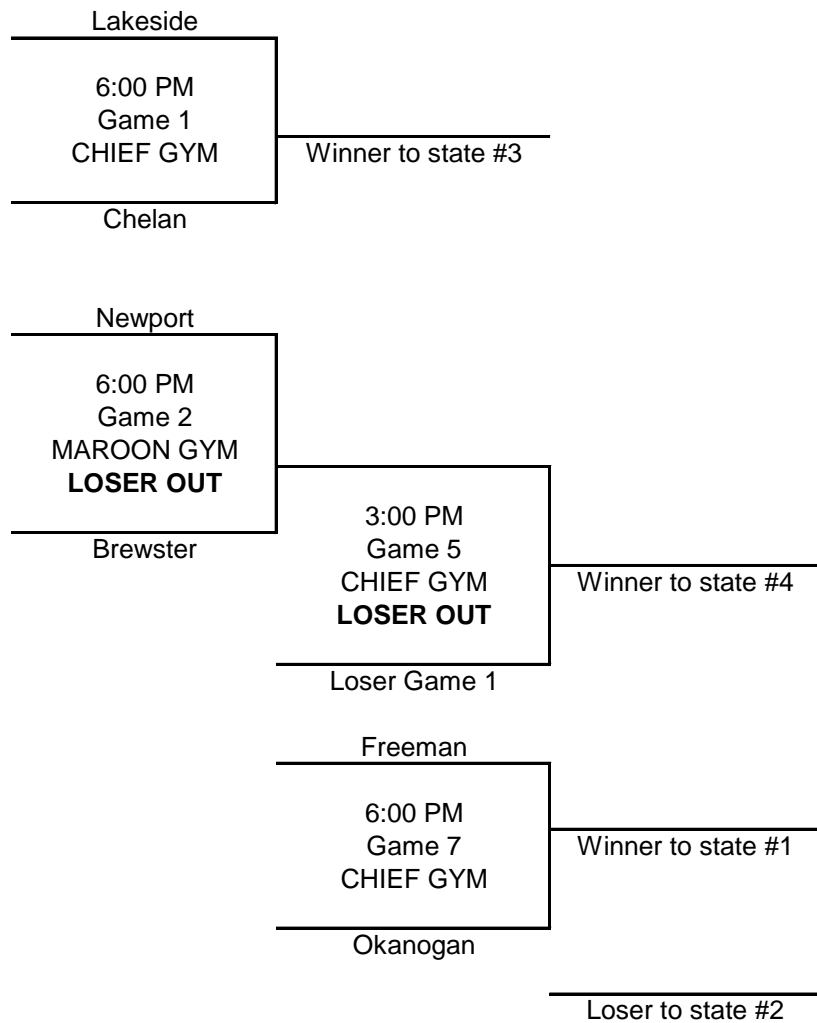 Lakeside
6:00 PM
Game 1
CHIEF GYM
Winner to state #3
Chelan
Newport
6:00 PM
Game 2
MAROON GYM
LOSER OUT
Brewster
3:00 PM
Game 5
CHIEF GYM
LOSER OUT
Winner to state #4
Loser Game 1
Freeman
6:00 PM
Game 7
CHIEF GYM
Winner to state #1
Okanogan
Loser to state #2